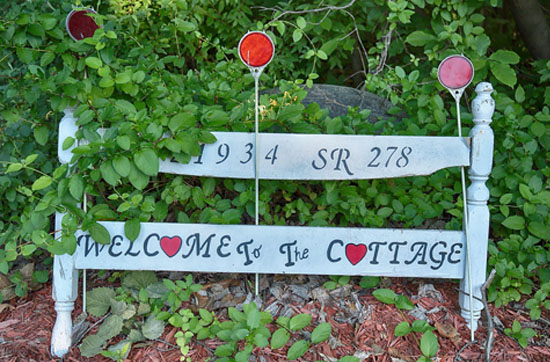 1934 SR 278
WELC❤ME To The C❤TTAGE